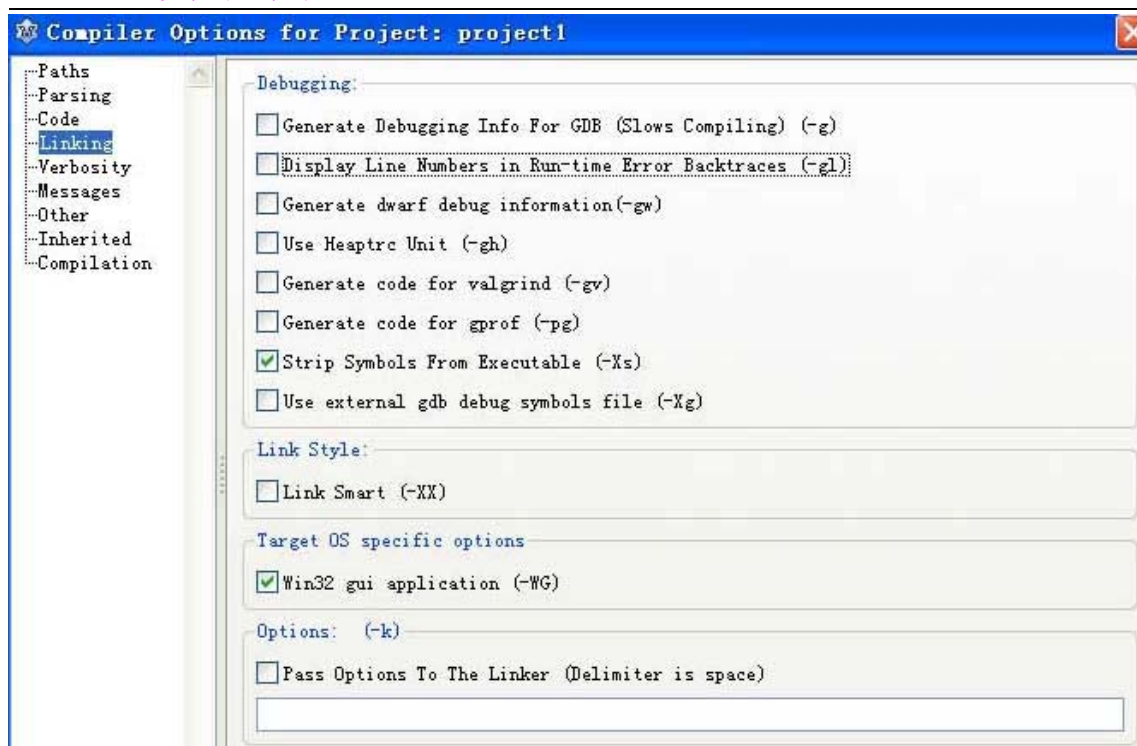 Compiler Options for Project: project1
Paths
Parsing
Code
Linking
Verbosity
Messages
Other
Inherited
Compilation
Debugging:
Generate Debugging Info For GDB (Slows Compiling) (-g)
Display Line Numbers in Run-time Error Backtraces (-gl)
Generate dwarf debug information(-gw)
Use Heaptrc Unit (-gh)
Generate code for valgrind (-gv)
Generate code for gprof (-pg)
Strip Symbols From Executable (-Xs)
Use external gdb debug symbols file (-Xg)
Link Style:
Link Smart (-XX)
Target OS specific options
Win32 gui application (-WG)
Options: (-k)
Pass Options To The Linker (Delimiter is space)